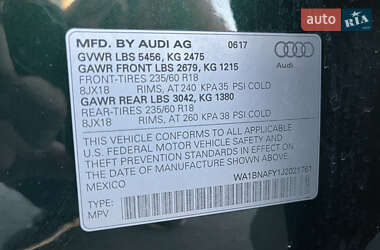 auto RIA.com
MFD. BY AUDI AG 0617
GVWR LBS 5456, KG 2475
GAWR FRONT LBS 2679, KG 1215
FRONT-TIRES 235/60 R18
8JX18 RIMS, AT 240 KPA 35 PSI COLD
GAWR REAR LBS 3042, KG 1380
REAR-TIRES 235/60 R18
8JX18 RIMS, AT 260 KPA 38 PSI COLD
Audi
THIS VEHICLE CONFORMS TO ALL APPLICABLE
U.S. FEDERAL MOTOR VEHICLE SAFETY
AND THEFT PREVENTION STANDARDS IN
EFFECT ON THE DATE OF MANUFACTURE
SHOWN ABOVE.
MEXICO WA1BNAFY1J2021761
TYPE:
MPV